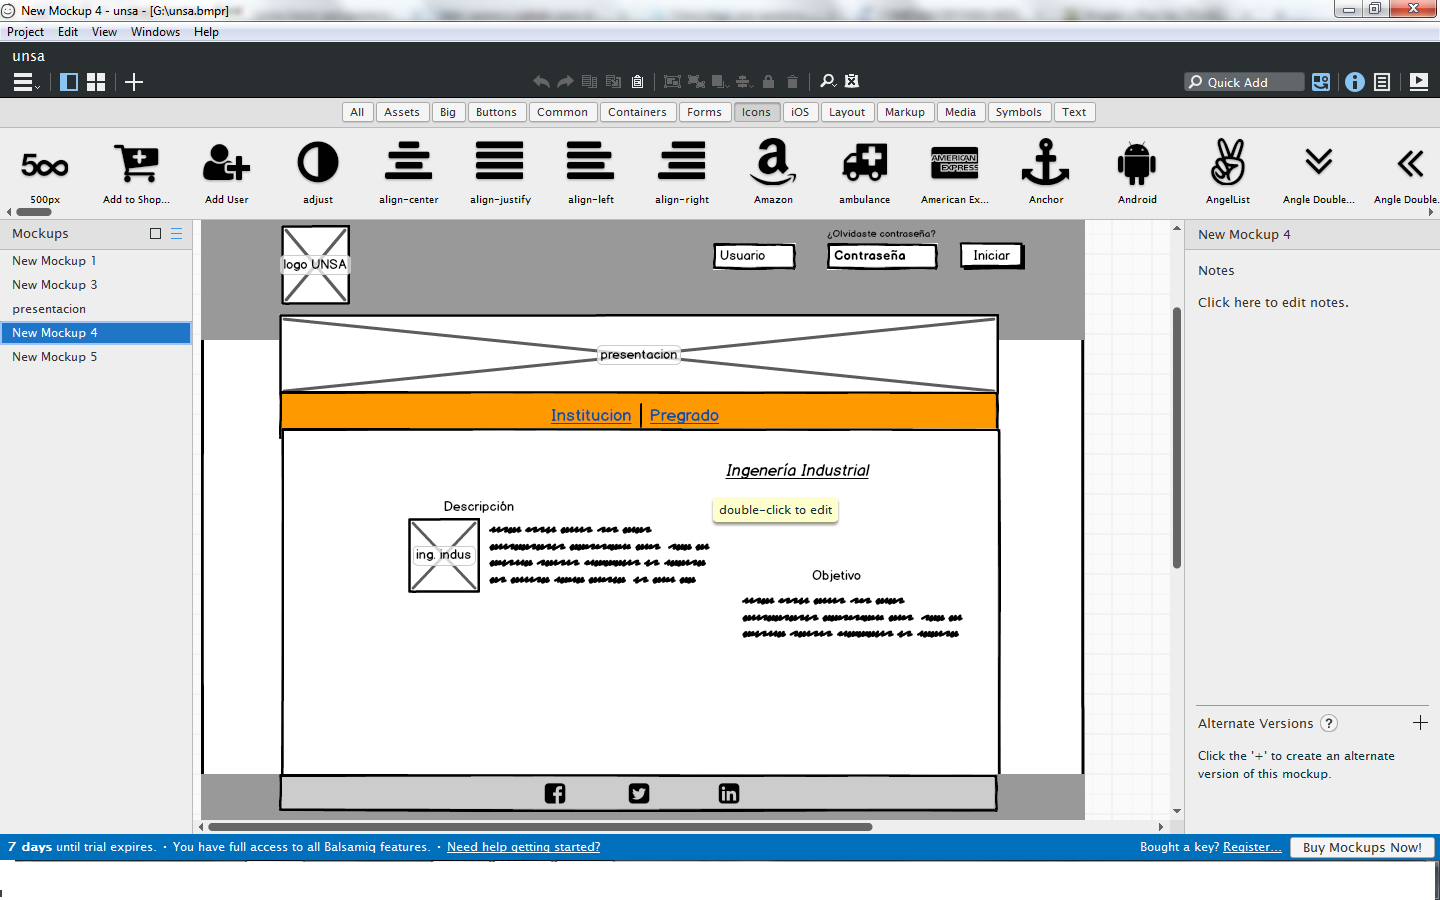 New Mockup 4 - unsa - [G:\unsa.bmpr]
Project Edit View Windows Help
unsa
Quick Add
All Assets Big Buttons Common Containers Forms Icons iOS Layout Markup Media Symbols Text
500px Add to Shop... Add User adjust align-center align-justify align-left align-right Amazon ambulance American Ex... Anchor Android AngelList Angle Double... Angle Double.
AMERICAN EXPRESS
Mockups
New Mockup 1
New Mockup 3
presentacion
New Mockup 4
New Mockup 5
logo UNSA
¿Olvidaste contraseña?
Usuario Contraseña Iniciar
presentacion
Institucion Pregrado
Ingenería Industrial
double-click to edit
Descripción
ing. indus
Objetivo
New Mockup 4
Notes
Click here to edit notes.
Alternate Versions ?
Click the '+' to create an alternate
version of this mockup.
7 days until trial expires. • You have full access to all Balsamiq features. • Need help getting started?
Bought a key? Register... Buy Mockups Now!